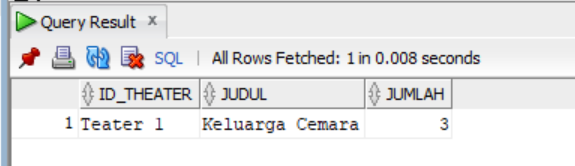 Query Result x
SQL | All Rows Fetched: 1 in 0.008 seconds
ID_THEATER JUDUL JUMLAH
1 Teater 1 Keluarga Cemara 3